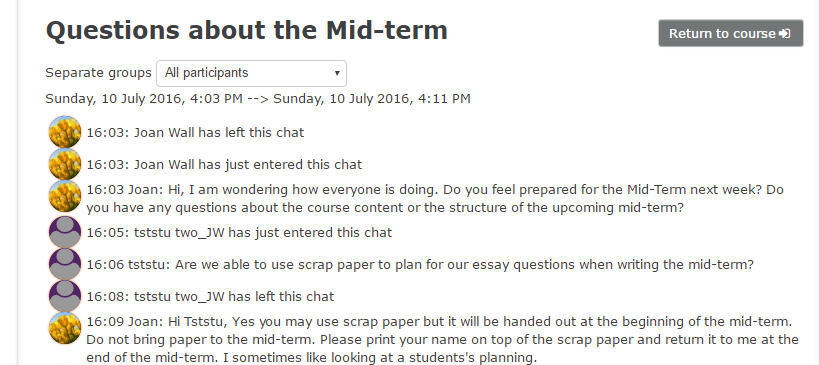 Questions about the Mid-term
Return to course
Separate groups All participants
Sunday, 10 July 2016, 4:03 PM --> Sunday, 10 July 2016, 4:11 PM
16:03: Joan Wall has left this chat
16:03: Joan Wall has just entered this chat
16:03 Joan: Hi, I am wondering how everyone is doing. Do you feel prepared for the Mid-Term next week? Do
you have any questions about the course content or the structure of the upcoming mid-term?
16:05: tststu two_JW has just entered this chat
16:06 tststu: Are we able to use scrap paper to plan for our essay questions when writing the mid-term?
16:08: tststu two_JW has left this chat
16:09 Joan: Hi Tststu, Yes you may use scrap paper but it will be handed out at the beginning of the mid-term.
Do not bring paper to the mid-term. Please print your name on top of the scrap paper and return it to me at the
end of the mid-term. I sometimes like looking at a students's planning.